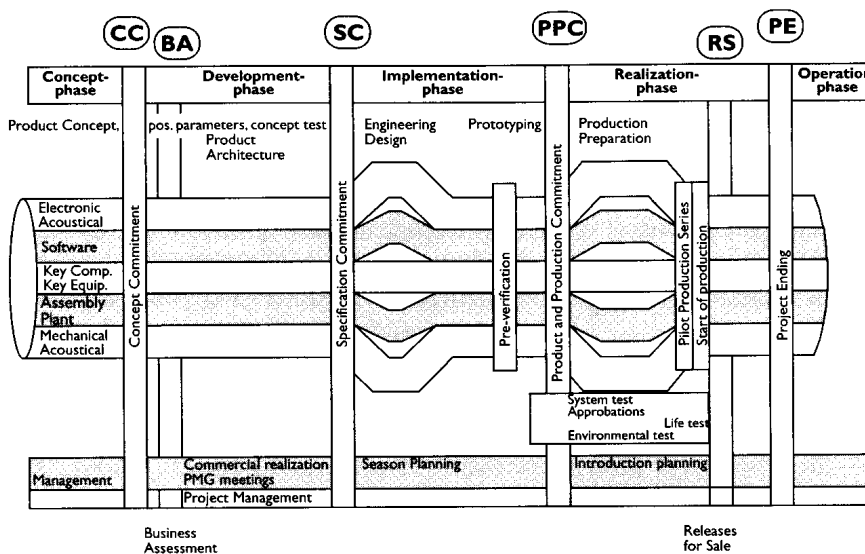 CC
BA
SC
PPC
RS
PE
Concept-
phase
Development-
phase
Implementation-
phase
Realization-
phase
Operation
phase
Product Concept,
pos. parameters, concept test
Product
Architecture
Engineering
Design
Prototyping
Production
Preparation
Electronic
Acoustical
Software
Key Comp.
Key Equip.
Assembly
Plant
Mechanical
Acoustical
Concept Commitment
Specification Commitment
Pre-verification
Product and Production Commitment
Pilot Production Series
Start of production
Project Ending
System test
Approbations
Life test
Environmental test
Management
Commercial realization
PMG meetings
Season Planning
Introduction planning
Project Management
Business
Assessment
Releases
for Sale